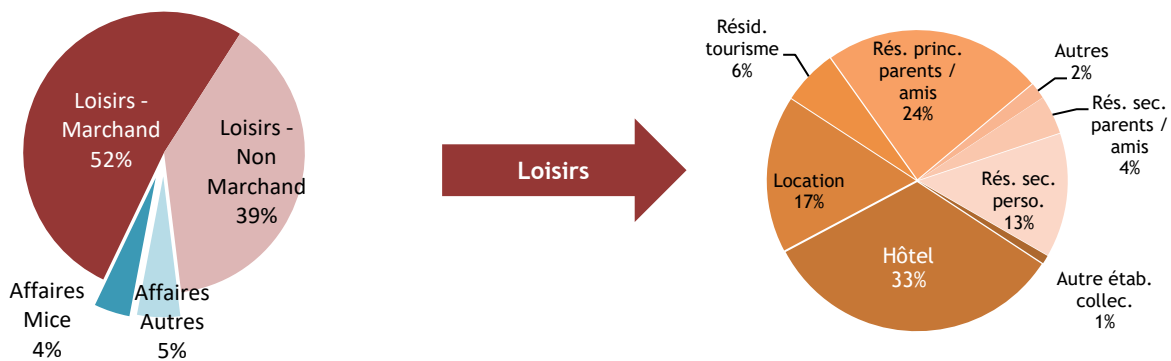 Loisirs -
Marchand
52%
Loisirs -
Non
Marchand
39%
Affaires
Mice
4%
Affaires
Autres
5%
Loisirs
Résid.
tourisme
6%
Rés. princ.
parents /
amis
24%
Autres
2%
Rés. sec.
parents /
amis
4%
Location
17%
Rés. sec.
perso.
13%
Hôtel
33%
Autre étab.
collec.
1%